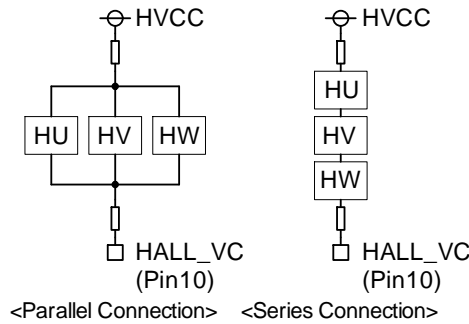 HVCC HVCC
HU
HU HV HW HV
HW
HALL_VC HALL_VC
(Pin10) (Pin10)
<Parallel Connection> <Series Connection>